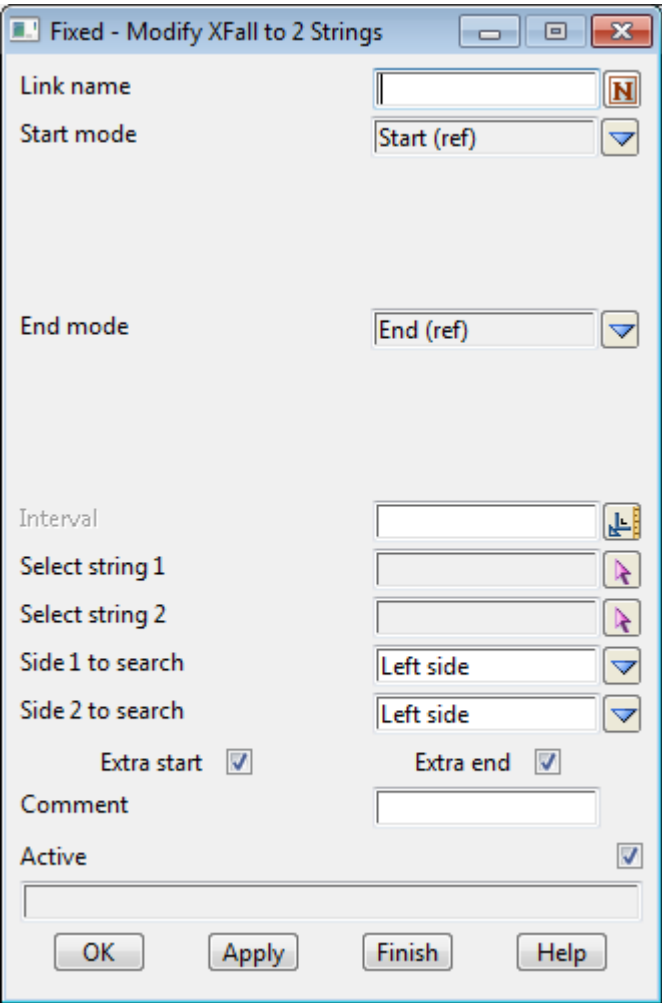 Fixed - Modify XFall to 2 Strings
Link name
N
Start mode Start (ref)
End mode End (ref)
Interval
Select string 1
Select string 2
Side 1 to search Left side
Side 2 to search Left side
Extra start Extra end
Comment
Active
OK Apply Finish Help